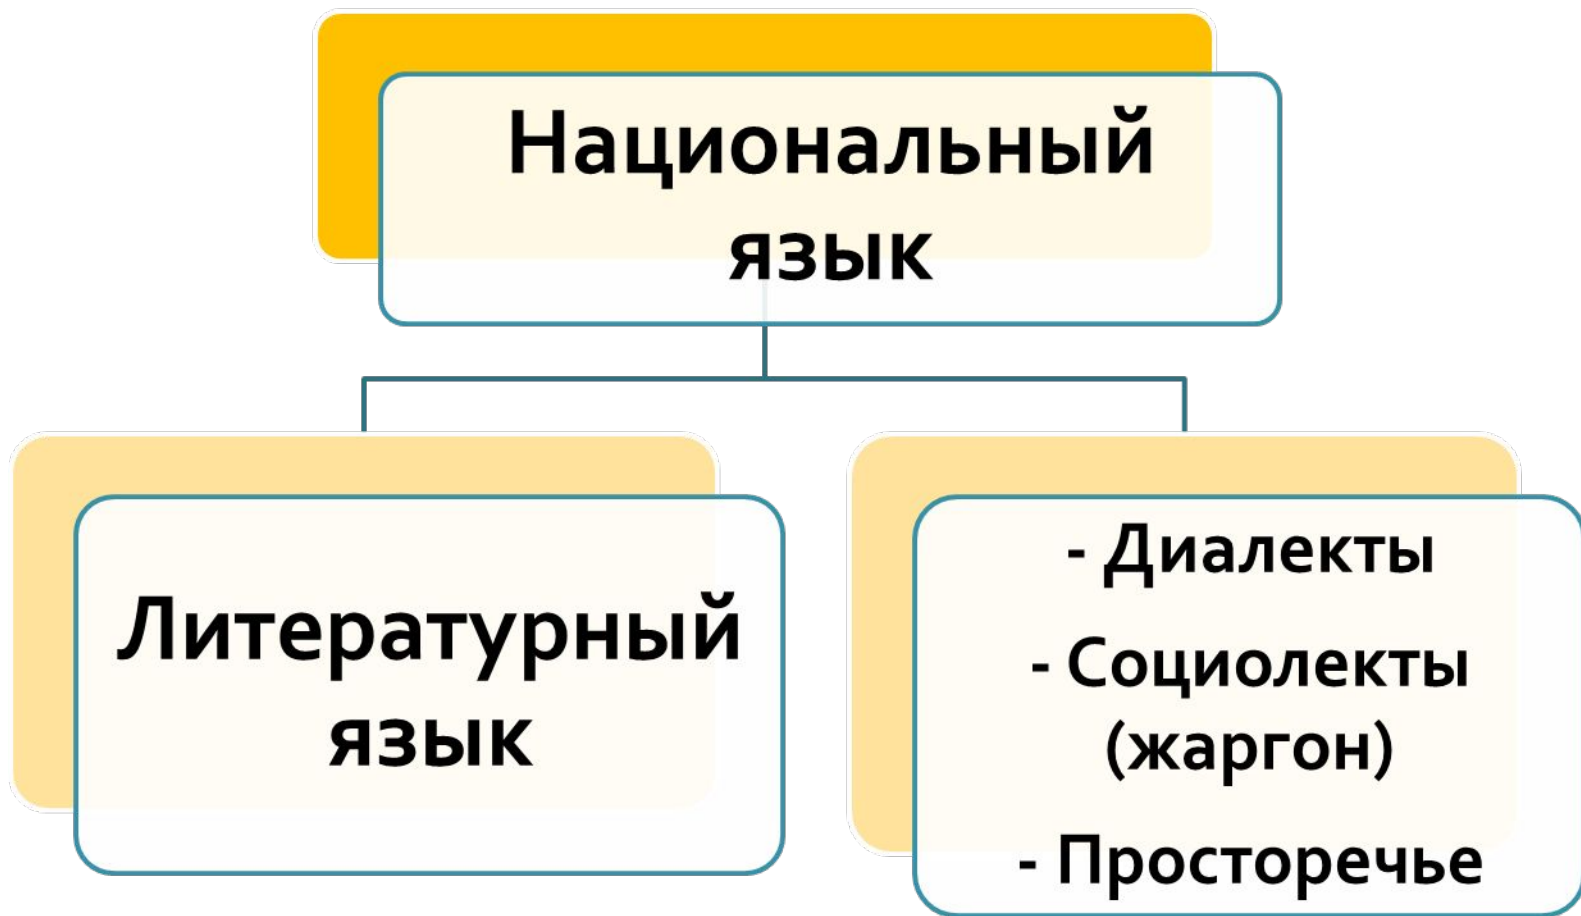 Национальный
язык
Литературный
язык
- Диалекты
- Социолекты
(жаргон)
- Просторечье